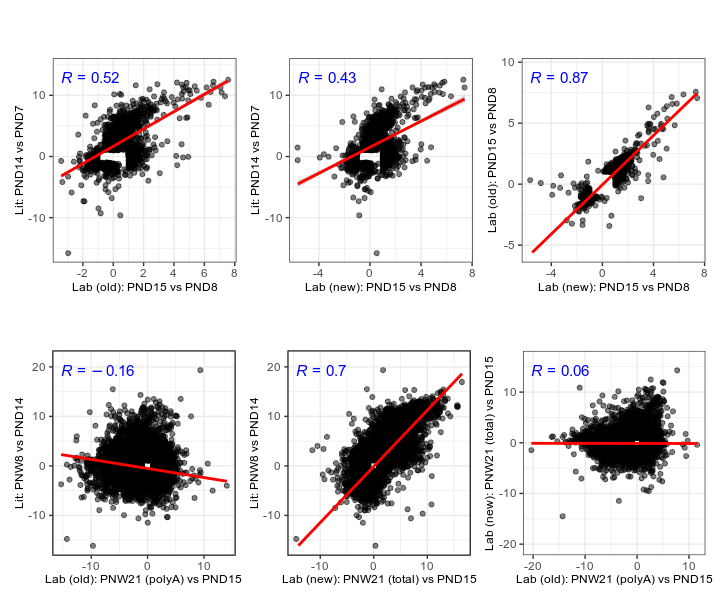 R = 0.52
10
0
-10
-2 0 2 4 6 8
Lab (old): PND15 vs PND8
Lit: PND14 vs PND7
R = 0.43
10
0
-10
-4 0 4 8
Lab (new): PND15 vs PND8
Lit: PND14 vs PND7
R = 0.87
10
5
0
-5
-4 0 4 8
Lab (new): PND15 vs PND8
Lab (old): PND15 vs PND8
R = −0.16
20
10
0
-10
-10 0 10
Lab (old): PNW21 (polyA) vs PND15
Lit: PNW8 vs PND14
R = 0.7
20
10
0
-10
-10 0 10
Lab (new): PNW21 (total) vs PND15
Lit: PNW8 vs PND14
R = 0.06
10
0
-10
-20
-20 -10 0 10
Lab (old): PNW21 (polyA) vs PND15
Lab (new): PNW21 (total) vs PND15